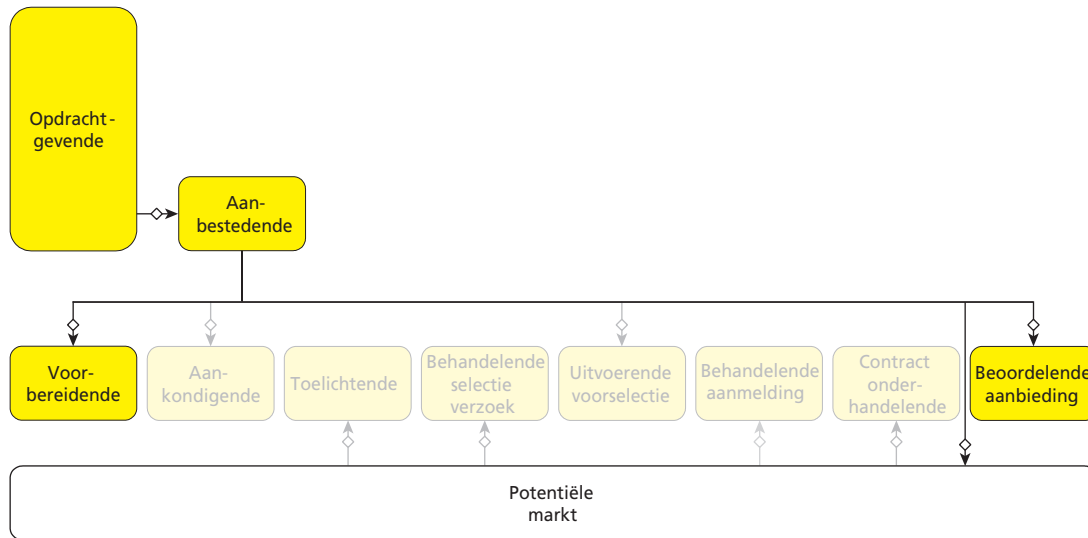 Opdracht-
gevende
Aan-
bestedende
Voor-
bereidende
Aan-
kondigende
Toelichtende
Behandelende
selectie
verzoek
Uitvoerende
voorselectie
Behandelende
aanmelding
Contract
onder-
handelende
Beoordelende
aanbieding
Potentiële
markt